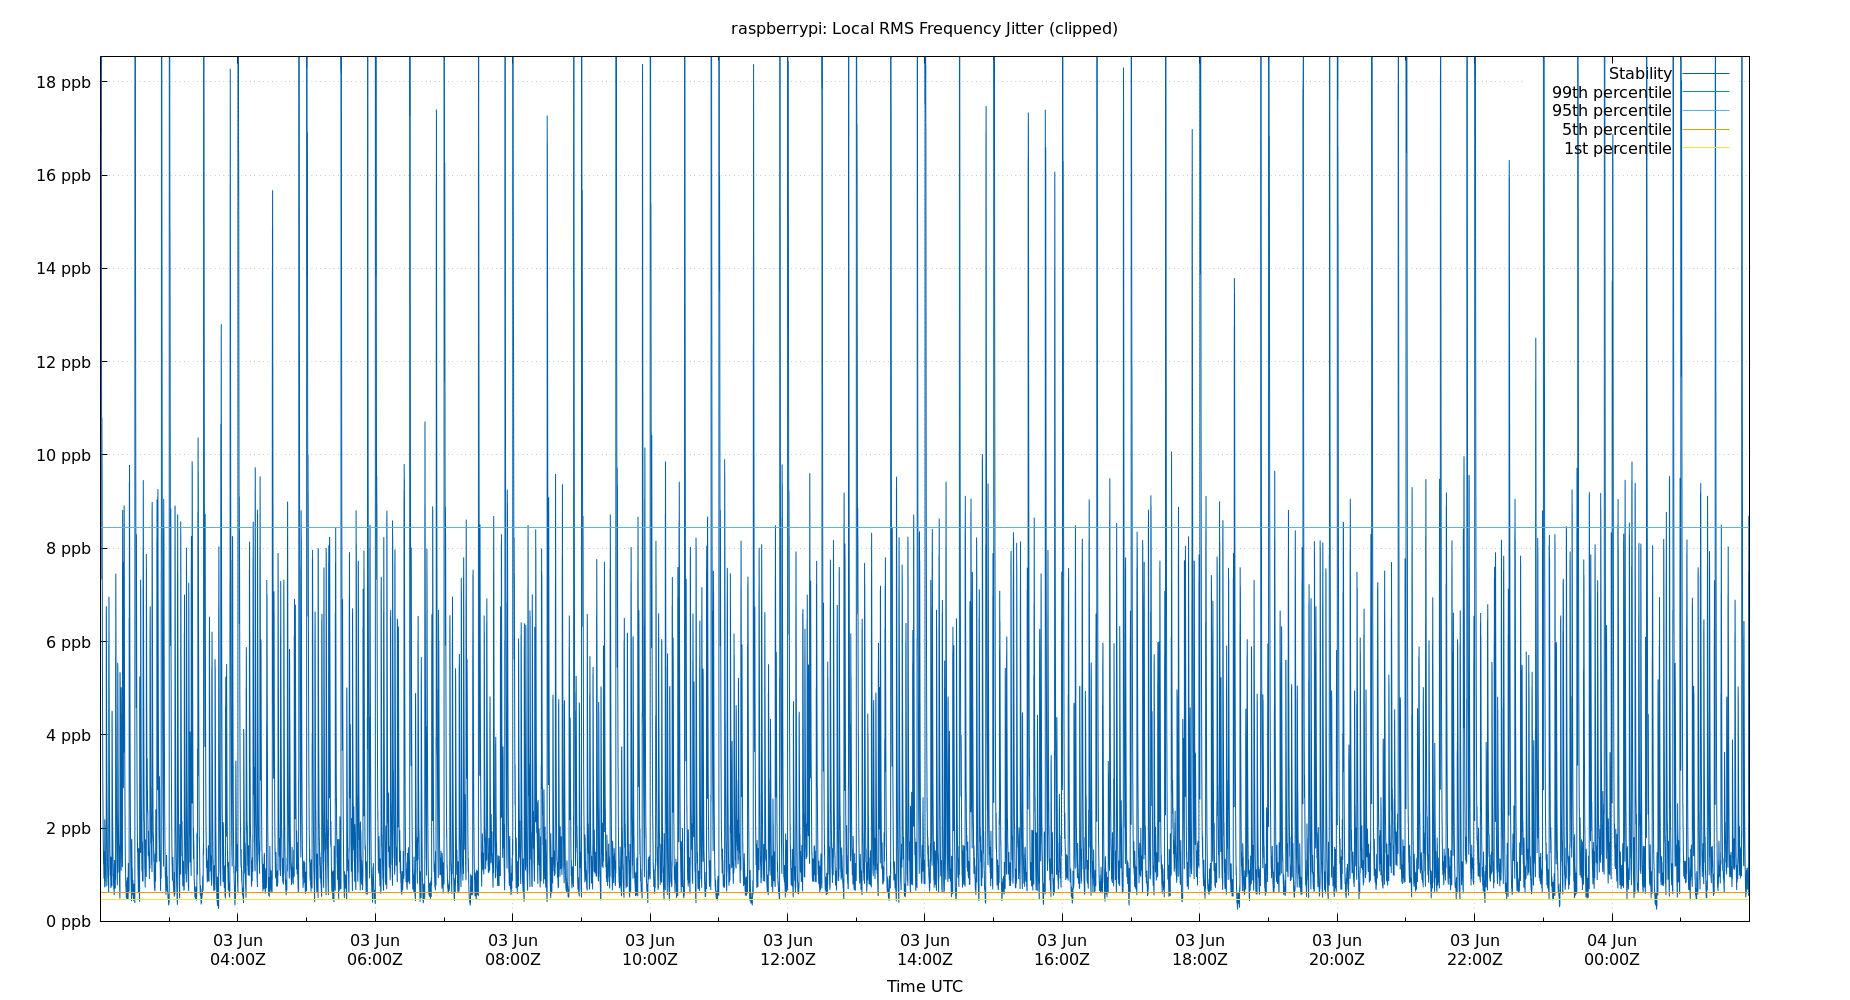 raspberrypi: Local RMS Frequency Jitter (clipped)
18 ppb
16 ppb
14 ppb
12 ppb
10 ppb
8 ppb
6 ppb
4 ppb
2 ppb
0 ppb
Stability
99th percentile
95th percentile
5th percentile
1st percentile
03 Jun 03 Jun 03 Jun 03 Jun 03 Jun 03 Jun 03 Jun 03 Jun 03 Jun 03 Jun 04 Jun
04:00Z 06:00Z 08:00Z 10:00Z 12:00Z 14:00Z 16:00Z 18:00Z 20:00Z 22:00Z 00:00Z
Time UTC